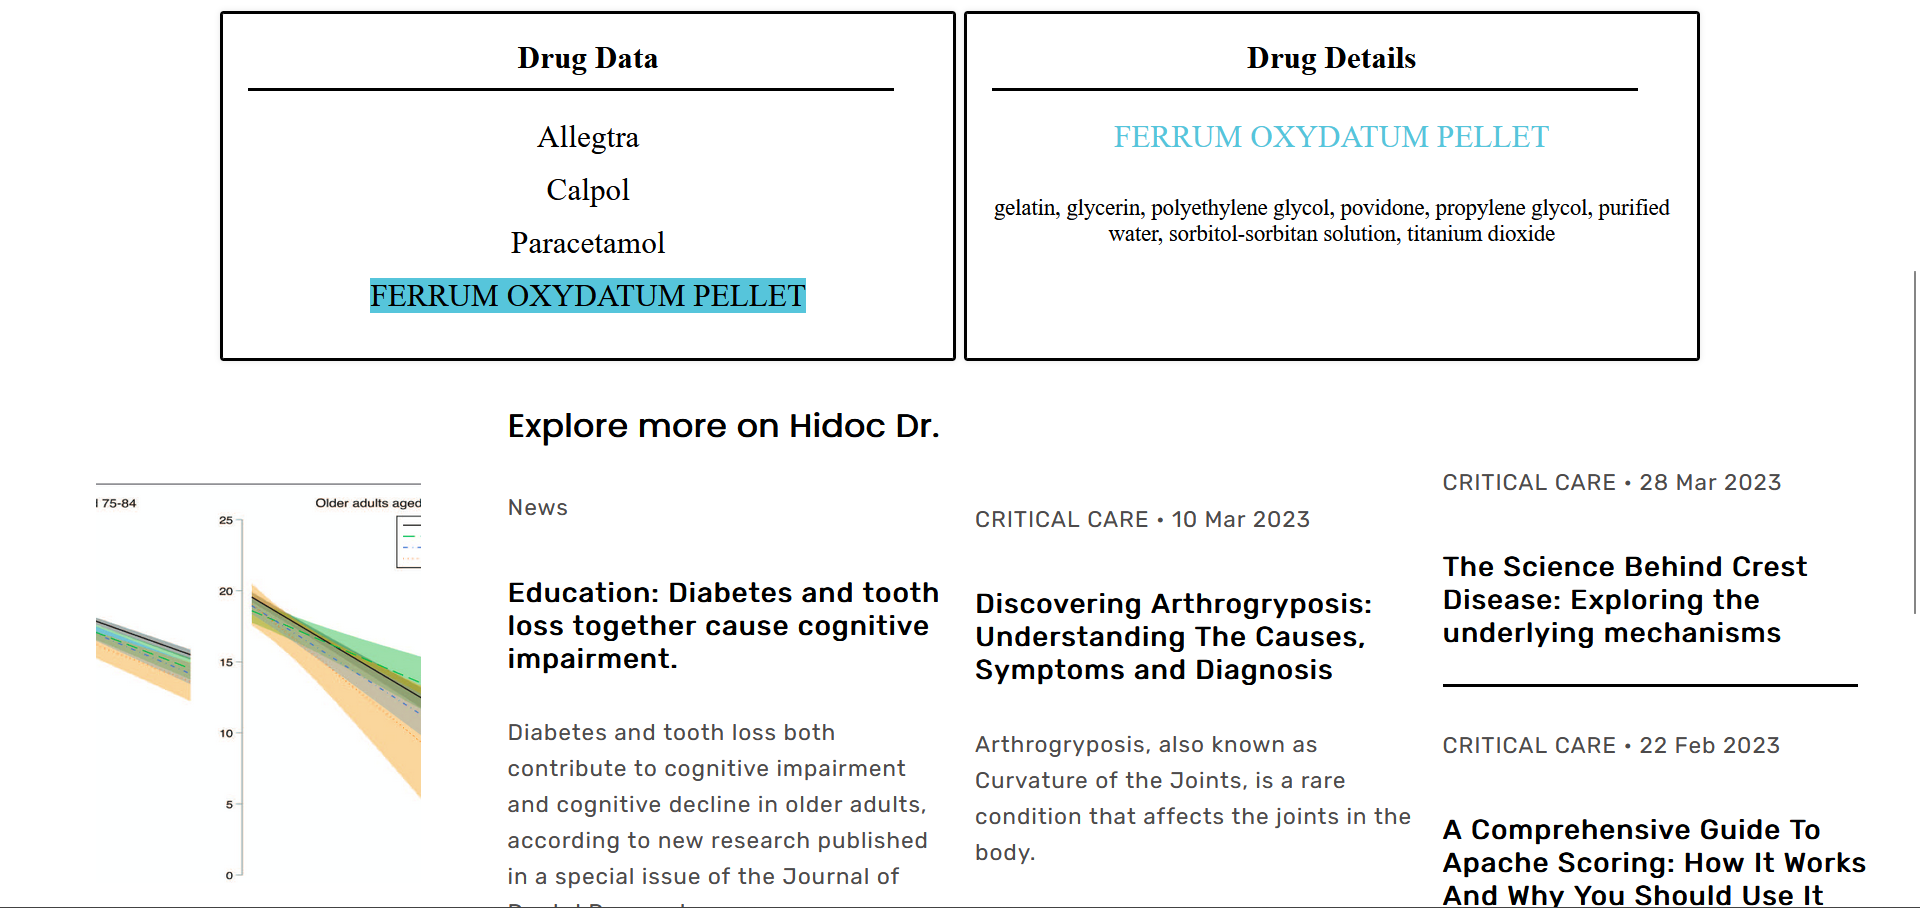 Drug Data
Allegtra
Calpol
Paracetamol
FERRUM OXYDATUM PELLET
Drug Details
FERRUM OXYDATUM PELLET
gelatin, glycerin, polyethylene glycol, povidone, propylene glycol, purified
water, sorbitol-sorbitan solution, titanium dioxide
75-84
Older adults aged
25
20
15
10
5
0
Explore more on Hidoc Dr.
News
Education: Diabetes and tooth
loss together cause cognitive
impairment.
Diabetes and tooth loss both
contribute to cognitive impairment
and cognitive decline in older adults,
according to new research published
in a special issue of the Journal of
CRITICAL CARE • 10 Mar 2023
Discovering Arthrogryposis:
Understanding The Causes,
Symptoms and Diagnosis
Arthrogryposis, also known as
Curvature of the Joints, is a rare
condition that affects the joints in the
body.
CRITICAL CARE • 28 Mar 2023
The Science Behind Crest
Disease: Exploring the
underlying mechanisms
CRITICAL CARE • 22 Feb 2023
A Comprehensive Guide To
Apache Scoring: How It Works
And Why You Should Use It